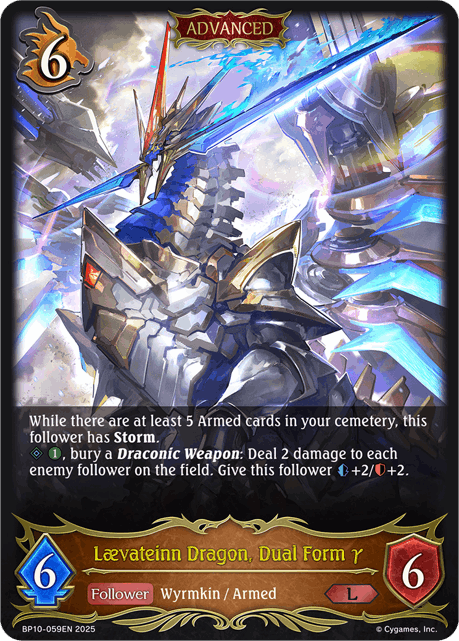 ADVANCED
6
While there are at least 5 Armed cards in your cemetery, this
follower has Storm.
1, bury a Draconic Weapon: Deal 2 damage to each
enemy follower on the field. Give this follower +2/+2.
Lævateinn Dragon, Dual Form γ
6
Follower Wyrmkin / Armed
L
6
BP10-059EN 2025
© Cygames, Inc.